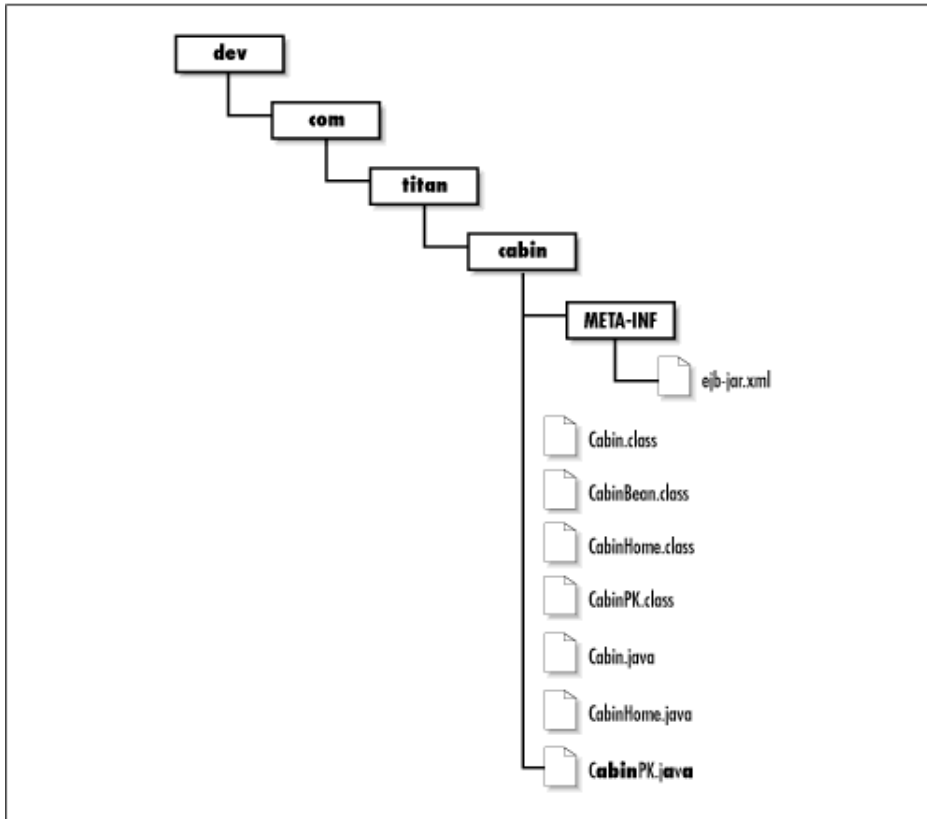 dev
com
titan
cabin
META-INF
ejb-jar.xml
Cabin.class
CabinBean.class
CabinHome.class
CabinPK.class
Cabin.java
CabinHome.java
CabinPK.java